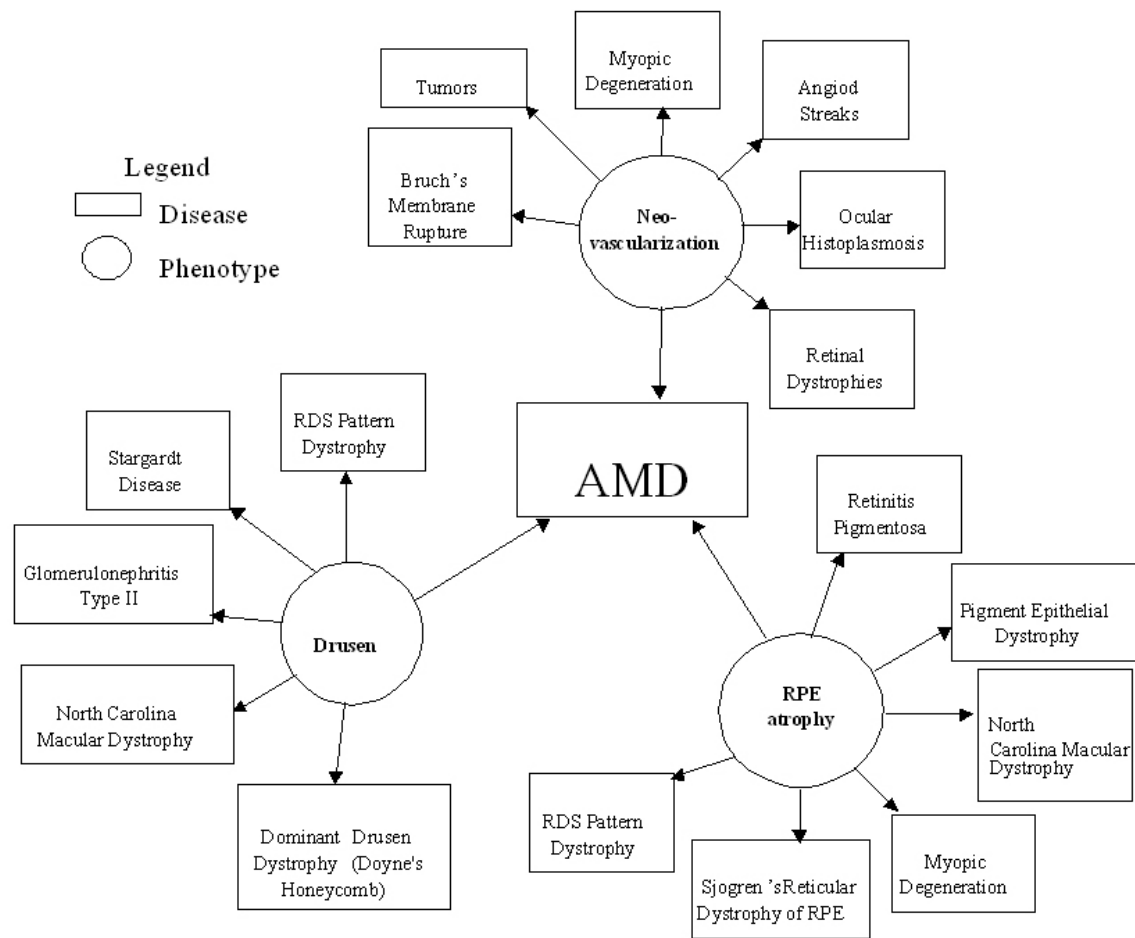 Legend
Disease
Phenotype
Tumors
Myopic
Degeneration
Angiod
Streaks
Bruch's
Membrane
Rupture
Neo-
vascularization
Ocular
Histoplasmosis
Retinal
Dystrophies
AMD
RDS Pattern
Dystrophy
Stargardt
Disease
Glomerulonephritis
Type II
Drusen
North Carolina
Macular Dystrophy
Dominant Drusen
Dystrophy (Doyne's
Honeycomb)
Retinitis
Pigmentosa
Pigment Epithelial
Dystrophy
RPE
atrophy
North
Carolina Macular
Dystrophy
RDS Pattern
Dystrophy
Sjogren 'sReticular
Dystrophy of RPE
Myopic
Degeneration